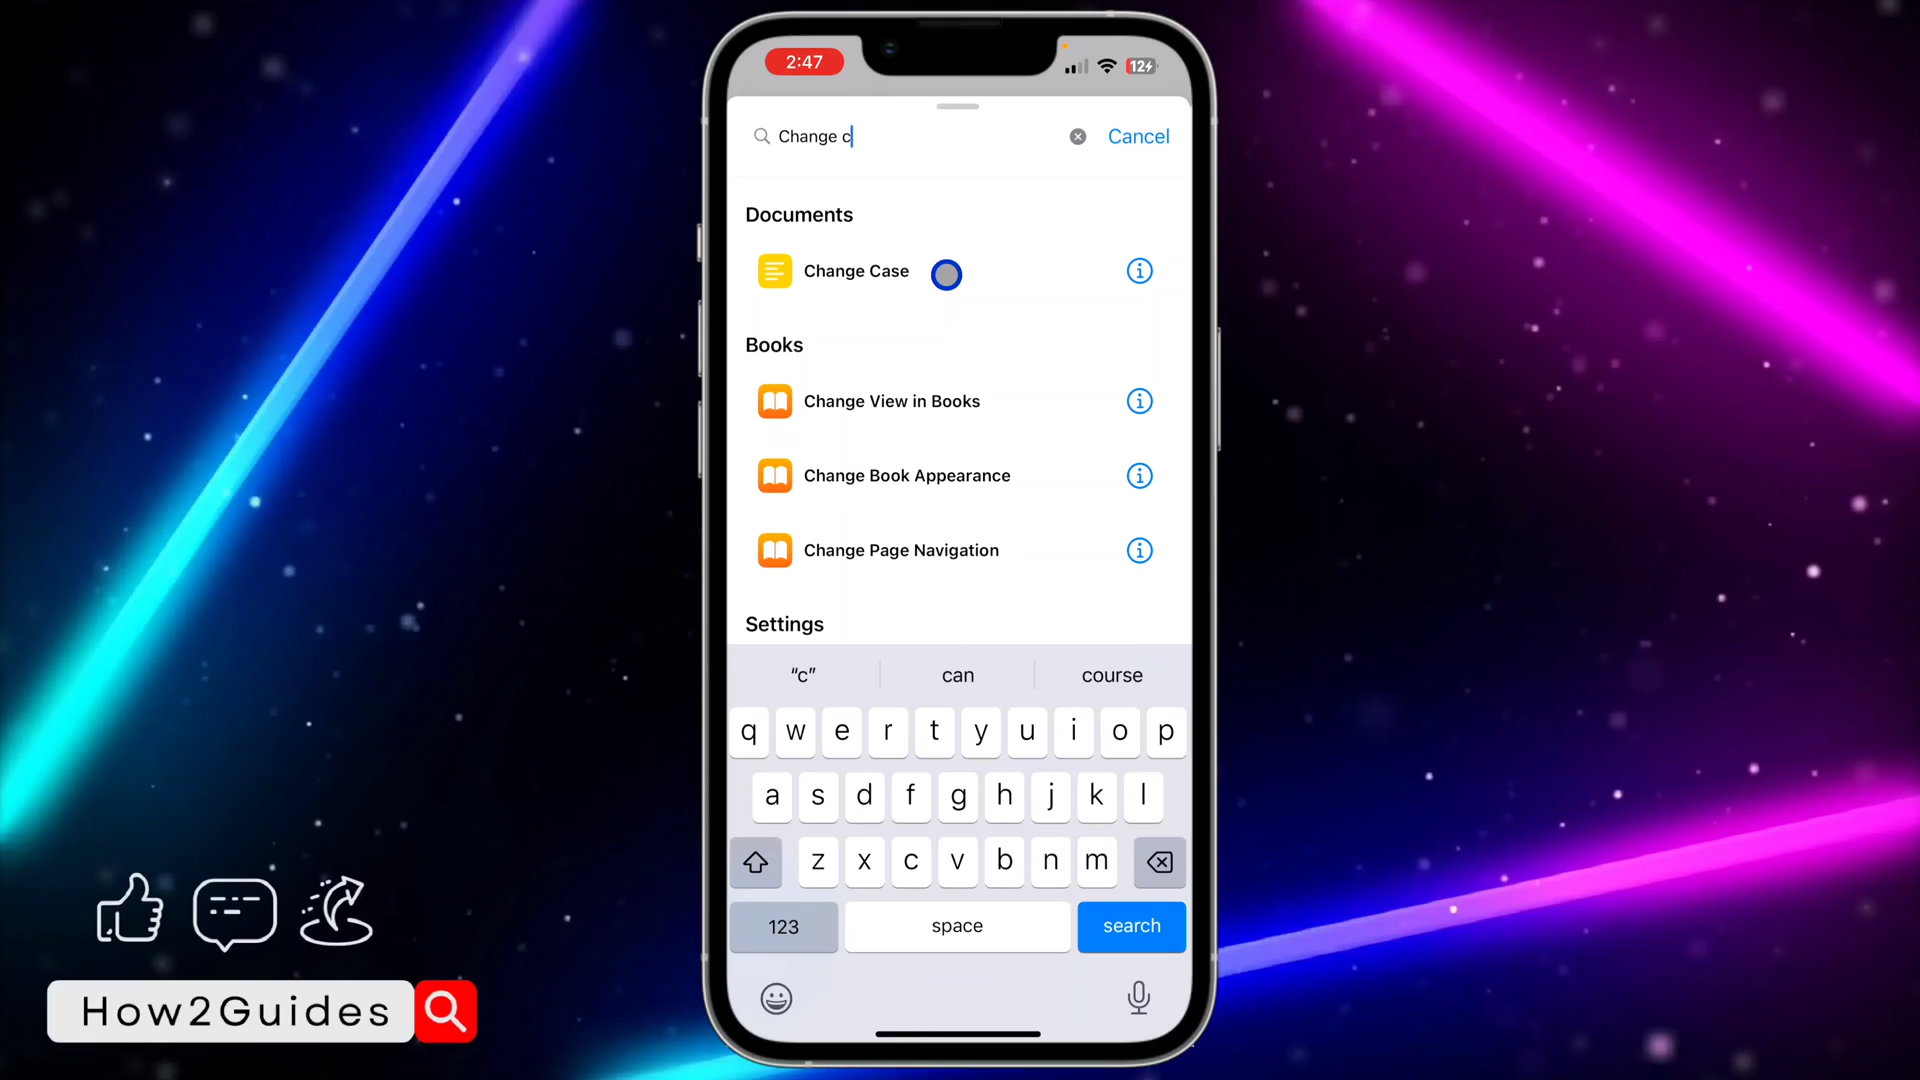 2:47
12
Change c
Cancel
Documents
Change Case
Books
Change View in Books
Change Book Appearance
Change Page Navigation
Settings
“c” can course
q w e r t y u i o p
a s d f g h j k l
z x c v b n m
123 space search
How2Guides